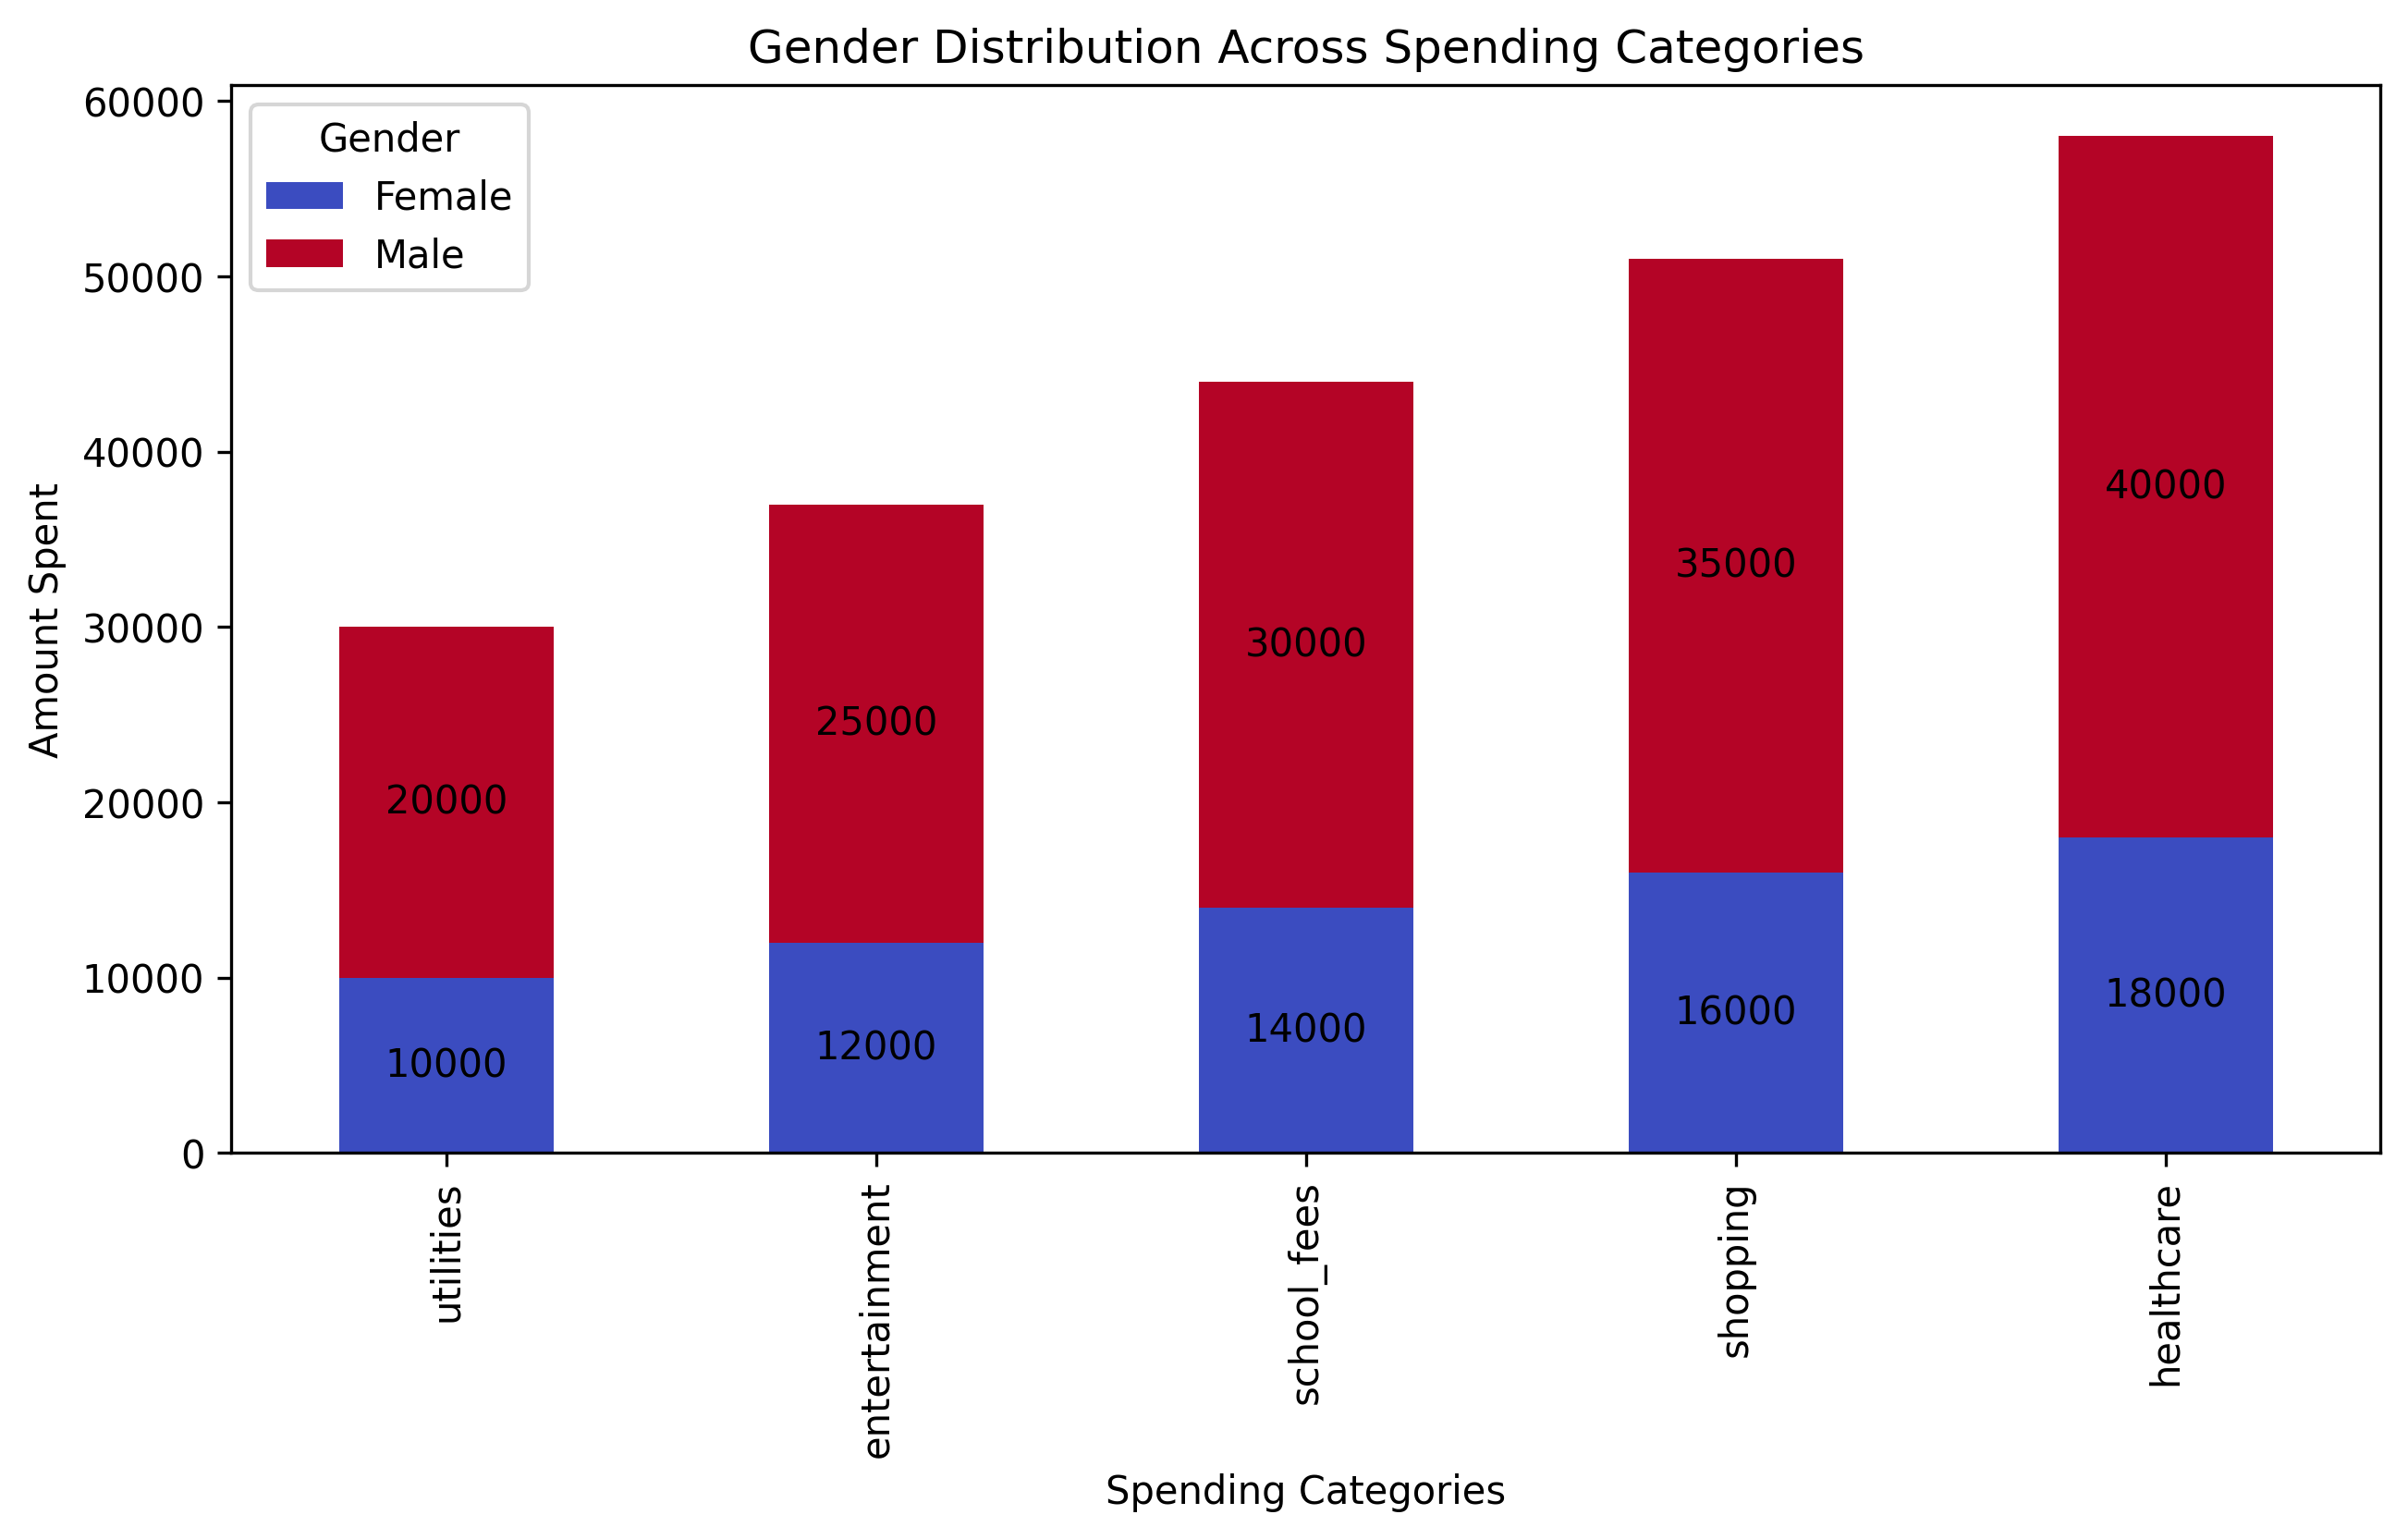 Gender Distribution Across Spending Categories
60000
50000
40000
30000
20000
10000
0
Amount Spent
Gender
Female
Male
20000
10000
25000
12000
30000
14000
35000
16000
40000
18000
utilities
entertainment
school_fees
shopping
healthcare
Spending Categories